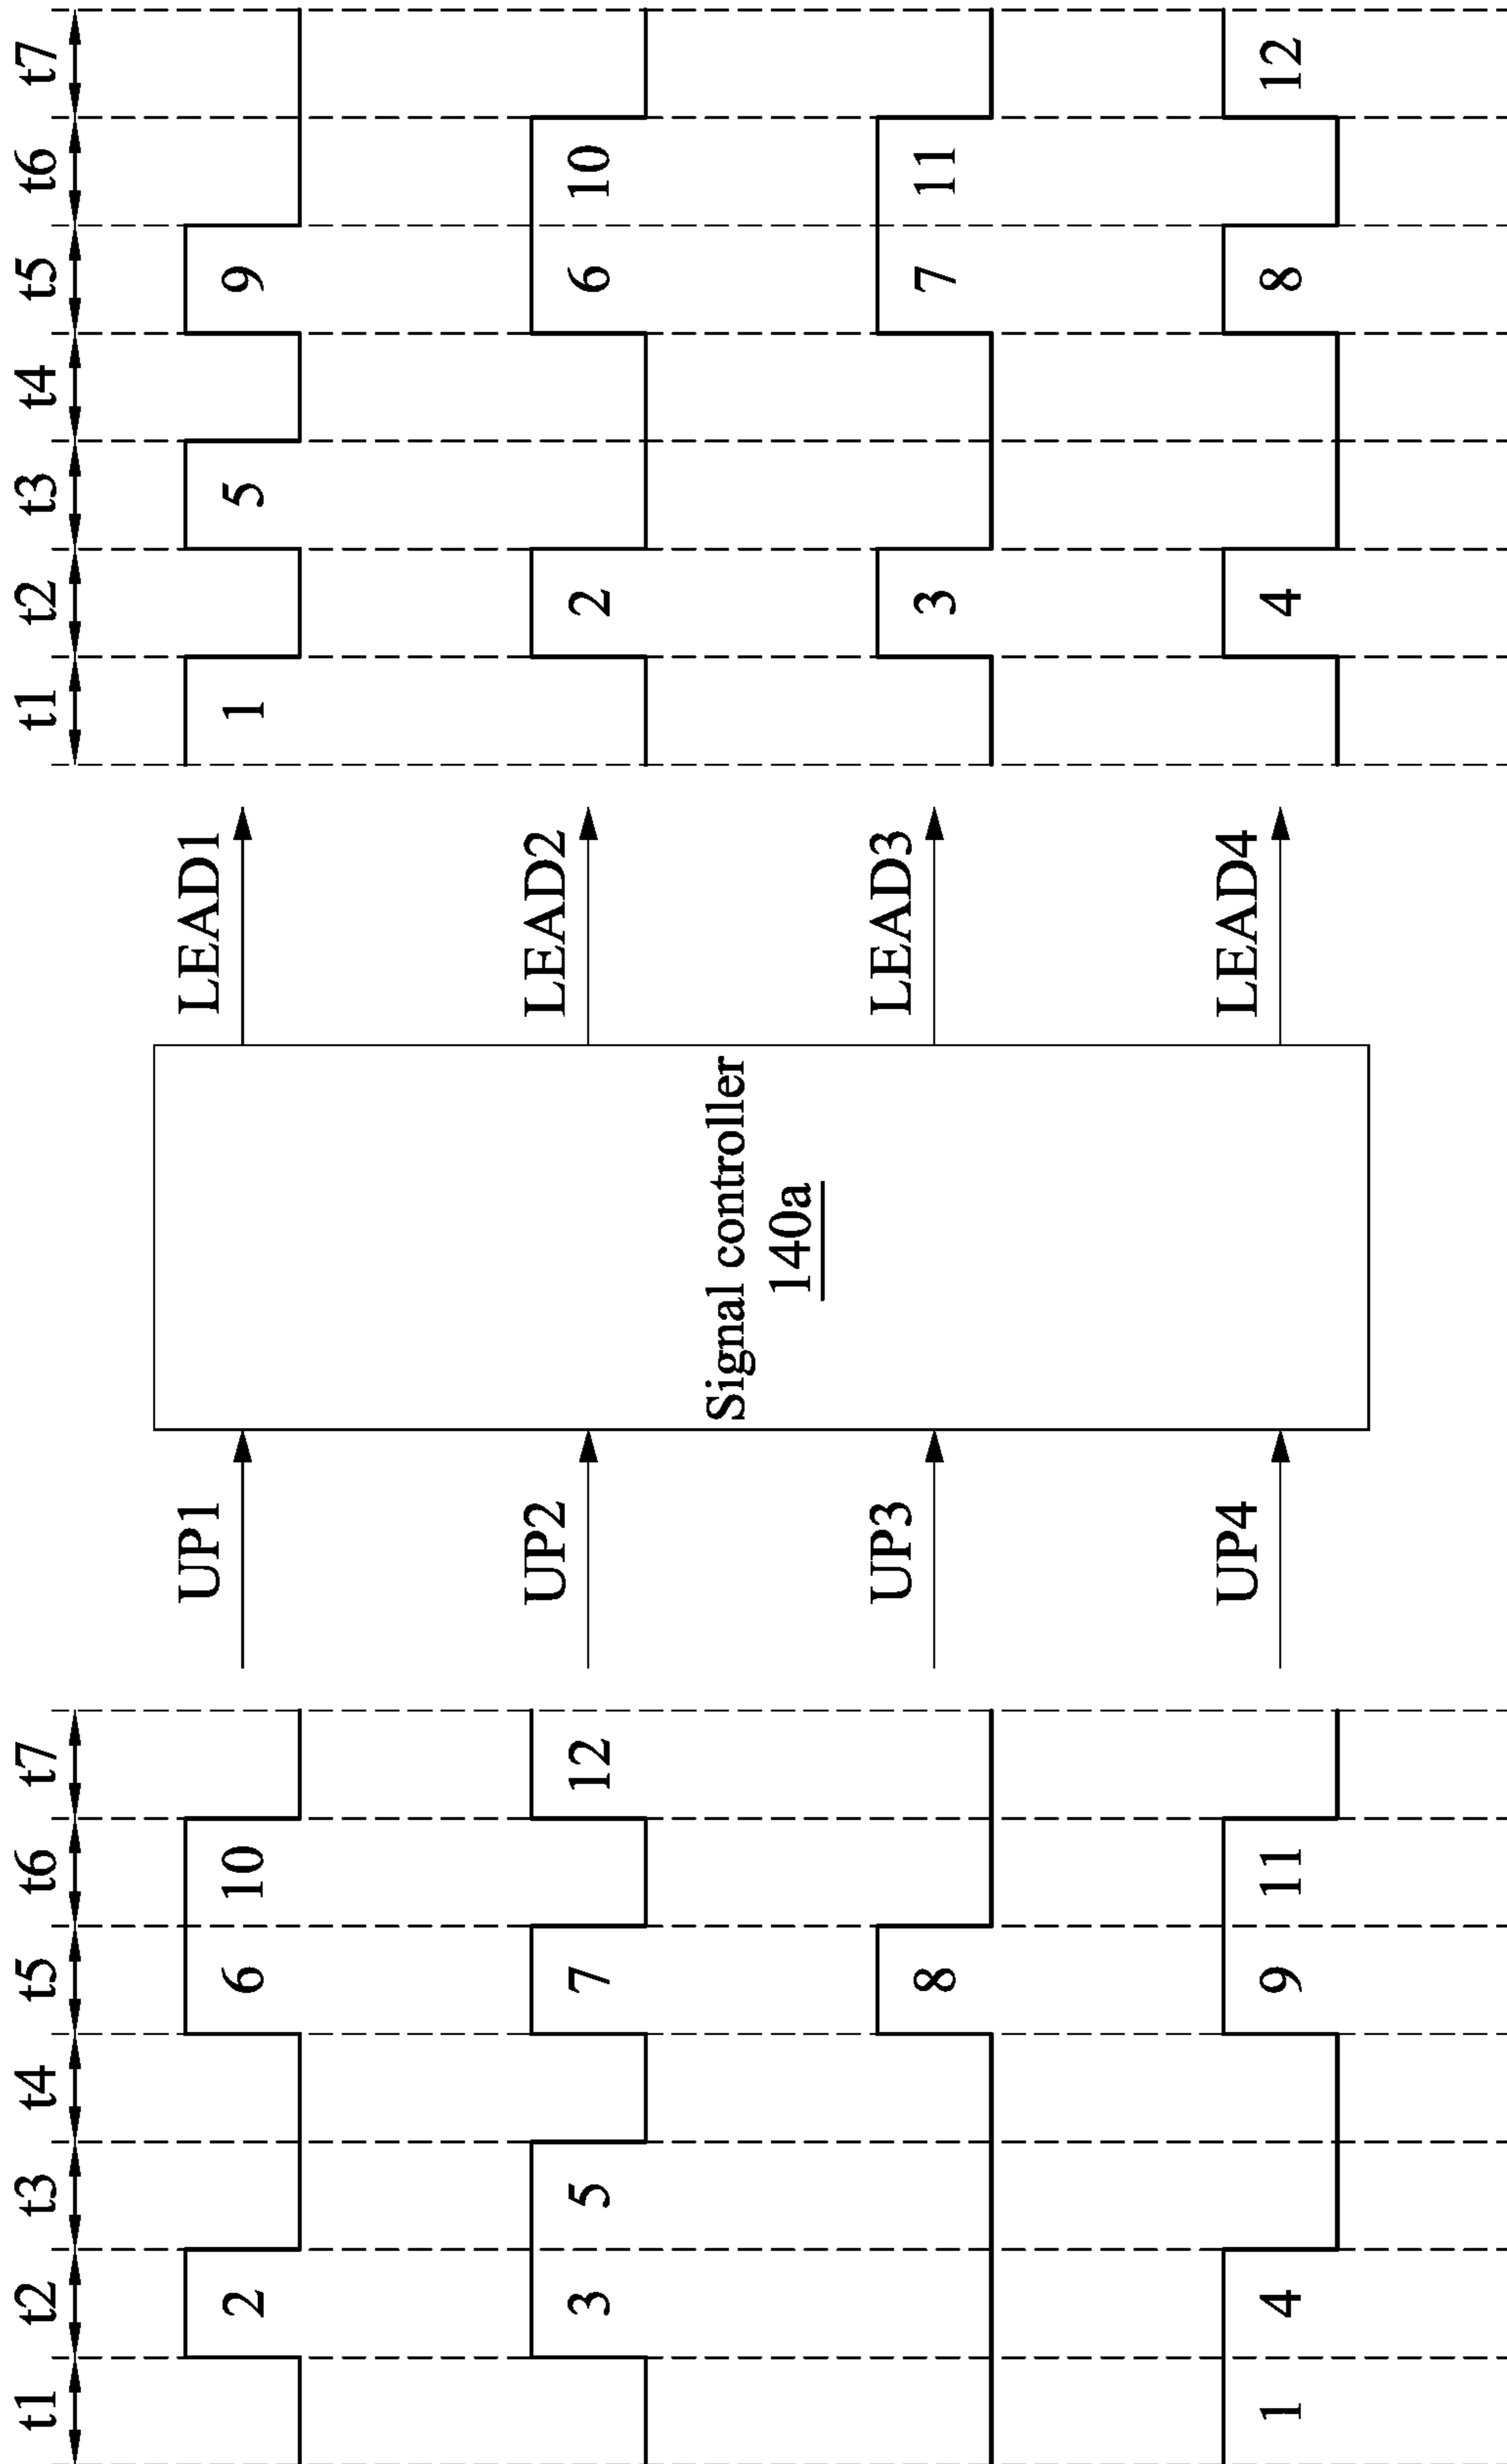 t1 t2 t3 t4 t5 t6 t7
2 6 10
3 5 7 12
8
1 4 9 11
UP1
UP2
UP3
UP4
Signal controller
140a
LEAD1
LEAD2
LEAD3
LEAD4
t1 t2 t3 t4 t5 t6 t7
1 5 9
2 6 10
3 7 11
4 8 12